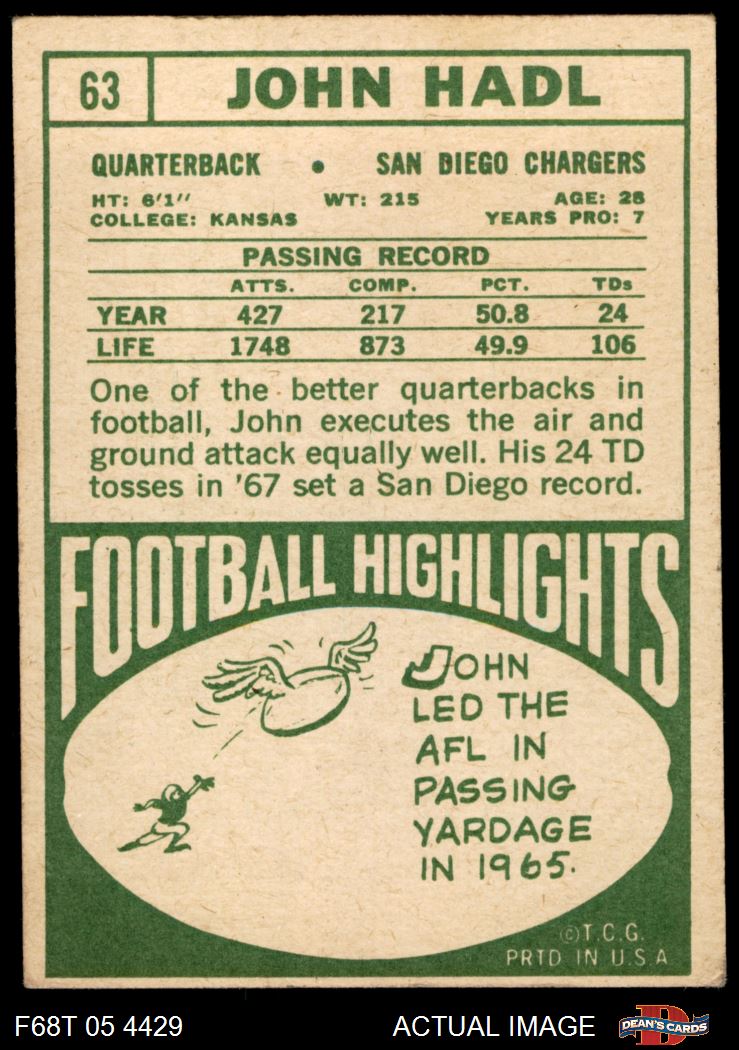 63 JOHN HADL
QUARTERBACK • SAN DIEGO CHARGERS
HT: 6'1" WT: 215 AGE: 28
COLLEGE: KANSAS YEARS PRO: 7
PASSING RECORD
ATTS. COMP. PCT. TDs
YEAR 427 217 50.8 24
LIFE 1748 873 49.9 106
One of the better quarterbacks in
football, John executes the air and
ground attack equally well. His 24 TD
tosses in '67 set a San Diego record.
FOOTBALL HIGHLIGHTS
JOHN
LED THE
AFL IN
PASSING
YARDAGE
IN 1965.
©T.C.G.
PRTD IN U.S.A
F68T 05 4429 ACTUAL IMAGE D DEAN'S CARDS